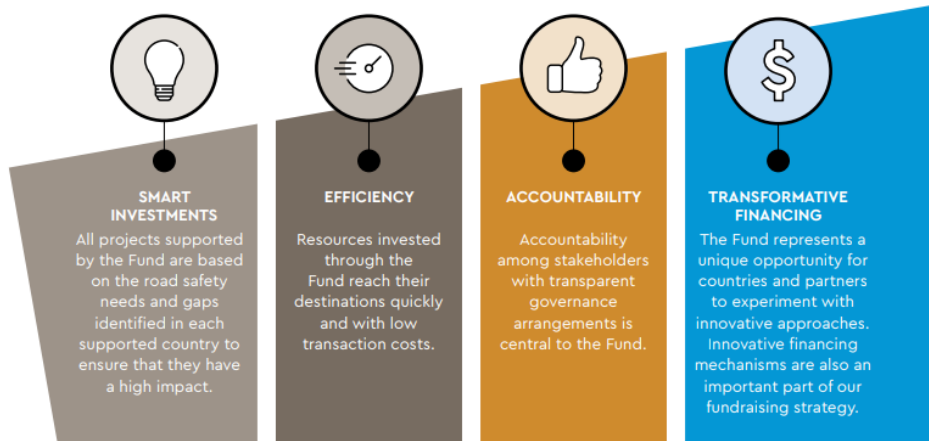 SMART
INVESTMENTS
All projects supported
by the Fund are based
on the road safety
needs and gaps
identified in each
supported country to
ensure that they have
a high impact.
EFFICIENCY
Resources invested
through the
Fund reach their
destinations quickly
and with low
transaction costs.
ACCOUNTABILITY
Accountability
among stakeholders
with transparent
governance
arrangements is
central to the Fund.
TRANSFORMATIVE
FINANCING
The Fund represents a
unique opportunity for
countries and partners
to experiment with
innovative approaches.
Innovative financing
mechanisms are also an
important part of our
fundraising strategy.